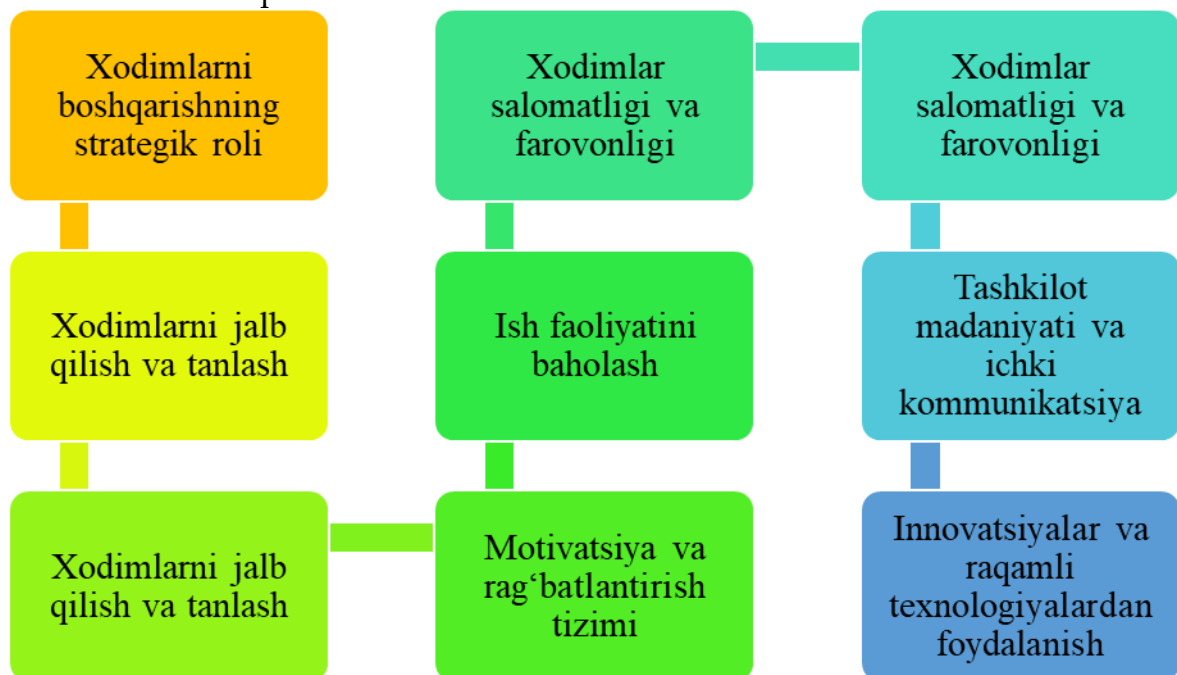 Xodimlarni
boshqarishning
strategik roli
Xodimlarni jalb
qilish va tanlash
Xodimlarni jalb
qilish va tanlash
Motivatsiya va
rag‘batlantirish
tizimi
Ish faoliyatini
baholash
Xodimlar
salomatligi va
farovonligi
Xodimlar
salomatligi va
farovonligi
Tashkilot
madaniyati va
ichki
kommunikatsiya
Innovatsiyalar va
raqamli
texnologiyalardan
foydalanish